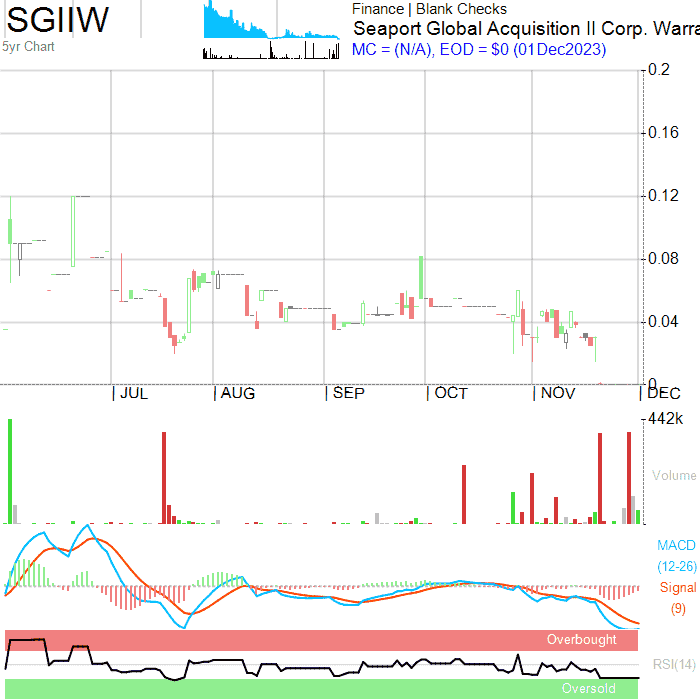 SGIIW
5yr Chart
Finance | Blank Checks
Seaport Global Acquisition II Corp. Warra
MC = (N/A), EOD = $0 (01Dec2023)
0.2
0.16
0.12
0.08
0.04
0
JUL AUG SEP OCT NOV DEC
442k
Volume
MACD
(12-26)
Signal
(9)
Overbought
RSI(14)
Oversold